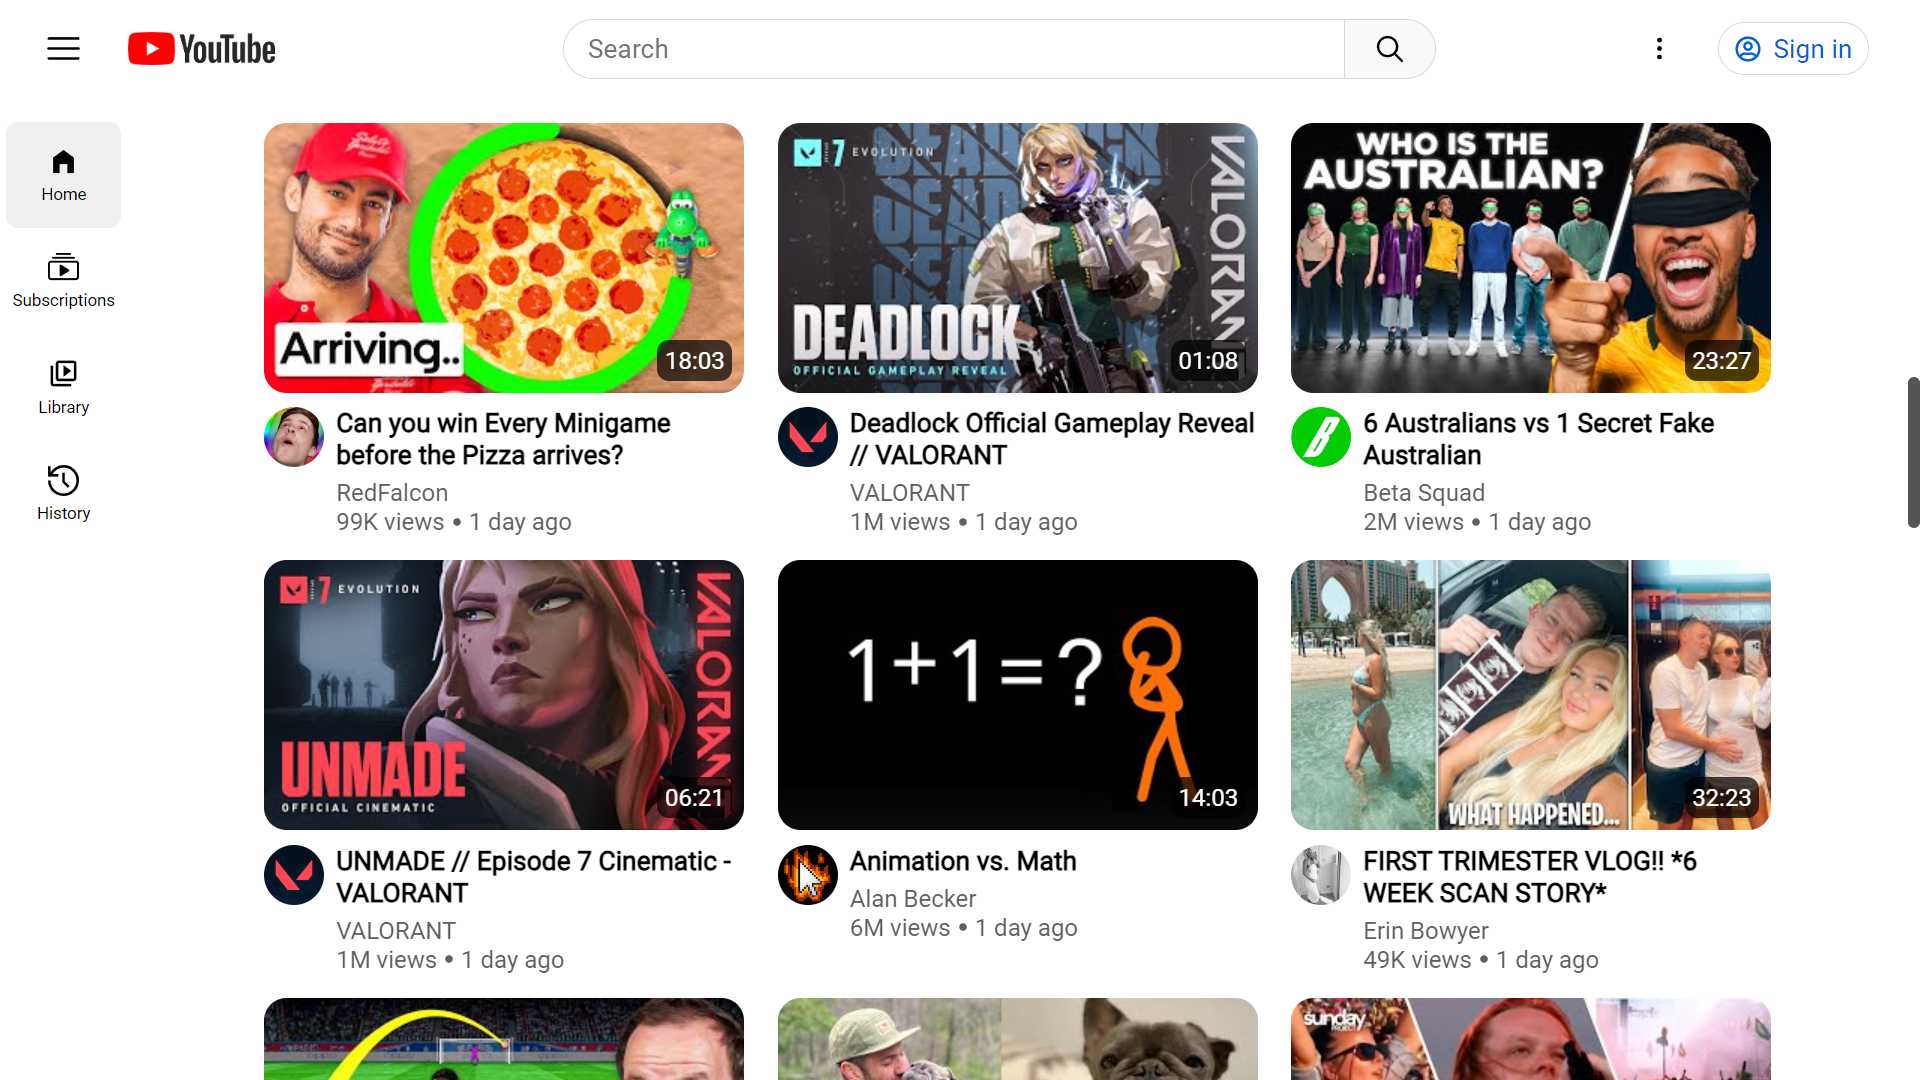 YouTube
Search
Sign in
Home
Subscriptions
Library
History
Arriving..
18:03
Can you win Every Minigame
before the Pizza arrives?
RedFalcon
99K views • 1 day ago
7 EVOLUTION
DEADLOCK
VALORANT
DEADLOCK
OFFICIAL GAMEPLAY REVEAL
01:08
Deadlock Official Gameplay Reveal
// VALORANT
VALORANT
1M views • 1 day ago
WHO IS THE
AUSTRALIAN?
23:27
6 Australians vs 1 Secret Fake
Australian
Beta Squad
2M views • 1 day ago
7 EVOLUTION
VALORANT
UNMADE
OFFICIAL CINEMATIC
06:21
UNMADE // Episode 7 Cinematic -
VALORANT
VALORANT
1M views • 1 day ago
1+1=?
14:03
Animation vs. Math
Alan Becker
6M views • 1 day ago
WHAT HAPPENED...
32:23
FIRST TRIMESTER VLOG!! *6
WEEK SCAN STORY*
Erin Bowyer
49K views • 1 day ago
sunday
PROJECT